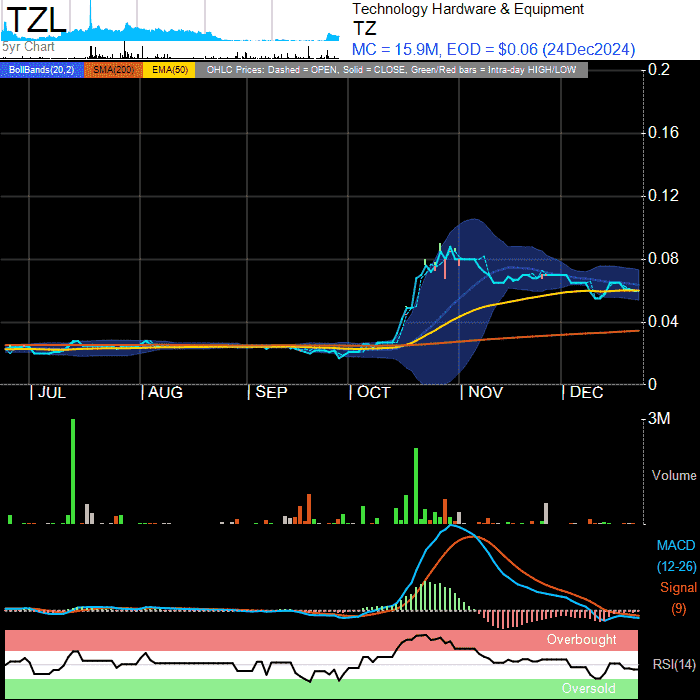 TZL
5yr Chart
Technology Hardware & Equipment
TZ
MC = 15.9M, EOD = $0.06 (24Dec2024)
BollBands(20,2) SMA(200) EMA(50) OHLC Prices: Dashed = OPEN, Solid = CLOSE, Green/Red bars = Intra-day HIGH/LOW
0.2
0.16
0.12
0.08
0.04
0
JUL AUG SEP OCT NOV DEC
3M
Volume
MACD
(12-26)
Signal
(9)
Overbought
RSI(14)
Oversold